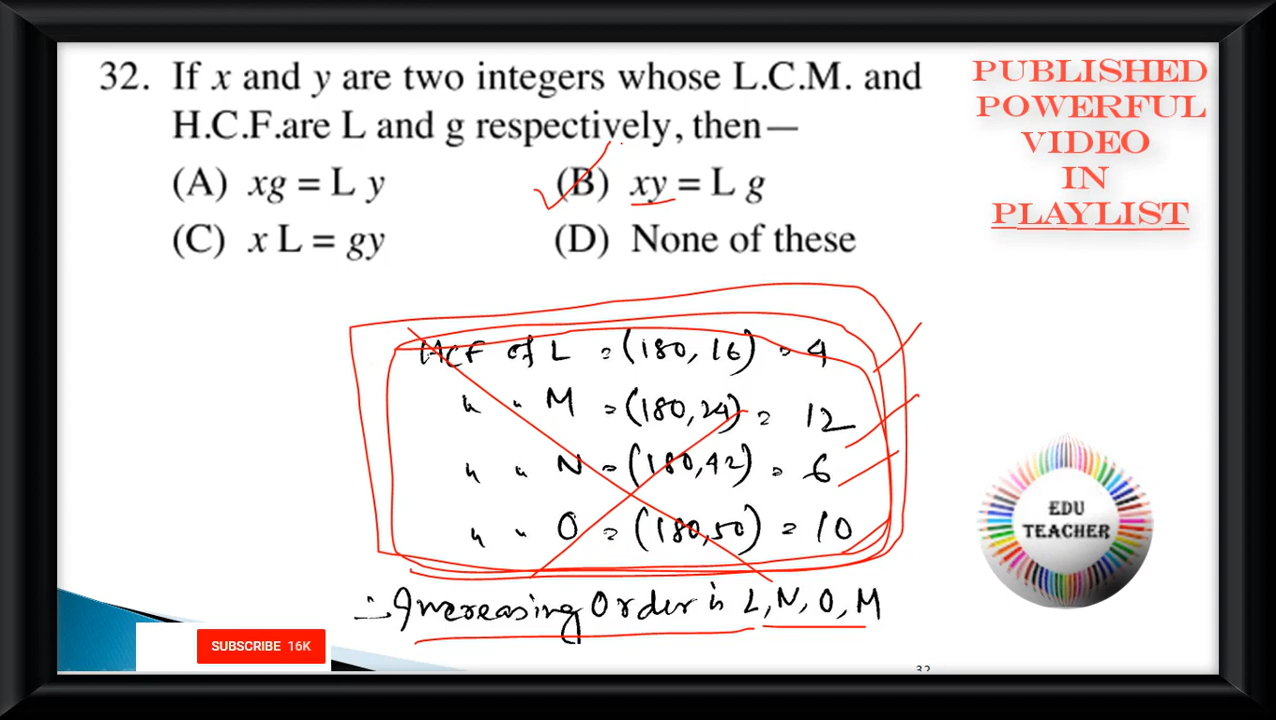 32. If x and y are two integers whose L.C.M. and
H.C.F.are L and g respectively, then—
(A) xg = L y
(B) xy = L g
(C) x L = gy
(D) None of these
PUBLISHED
POWERFUL
VIDEO
IN
PLAYLIST
HCF of L = (180, 16) = 4
" " M = (180, 24) = 12
" " N = (180, 42) = 6
" " O = (180, 50) = 10
∴ Increasing Order is L, N, O, M
EDU
TEACHER
SUBSCRIBE 16K
32